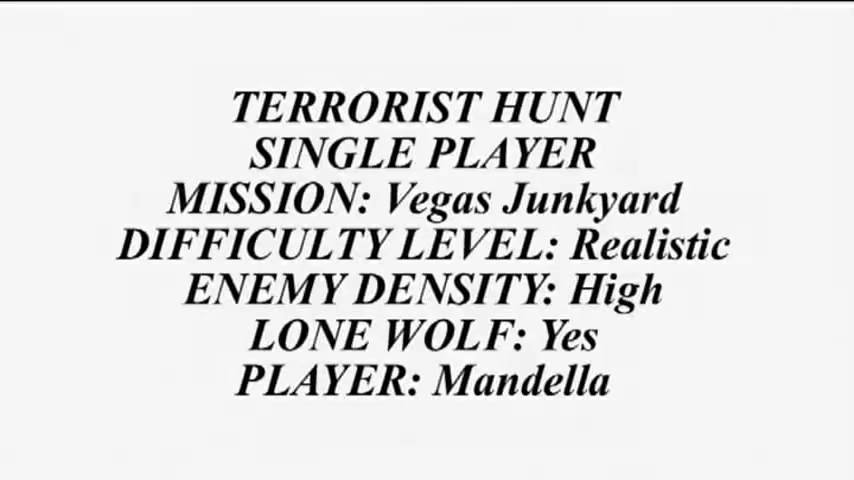 TERRORIST HUNT
SINGLE PLAYER
MISSION: Vegas Junkyard
DIFFICULTY LEVEL: Realistic
ENEMY DENSITY: High
LONE WOLF: Yes
PLAYER: Mandella